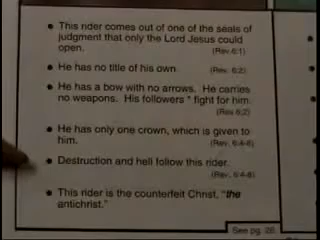 • This rider comes out of one of the seals of
judgment that only the Lord Jesus could
open. (Rev.6:1)
• He has no title of his own (Rev. 6:2)
• He has a bow with no arrows. He carries
no weapons. His followers " fight for him.
(Rev.6:2)
• He has only one crown, which is given to
him. (Rev. 6:4-8)
• Destruction and hell follow this rider.
(Rev. 6:4-8)
• This rider is the counterfeit Christ, "the
antichrist."
See pg. 26